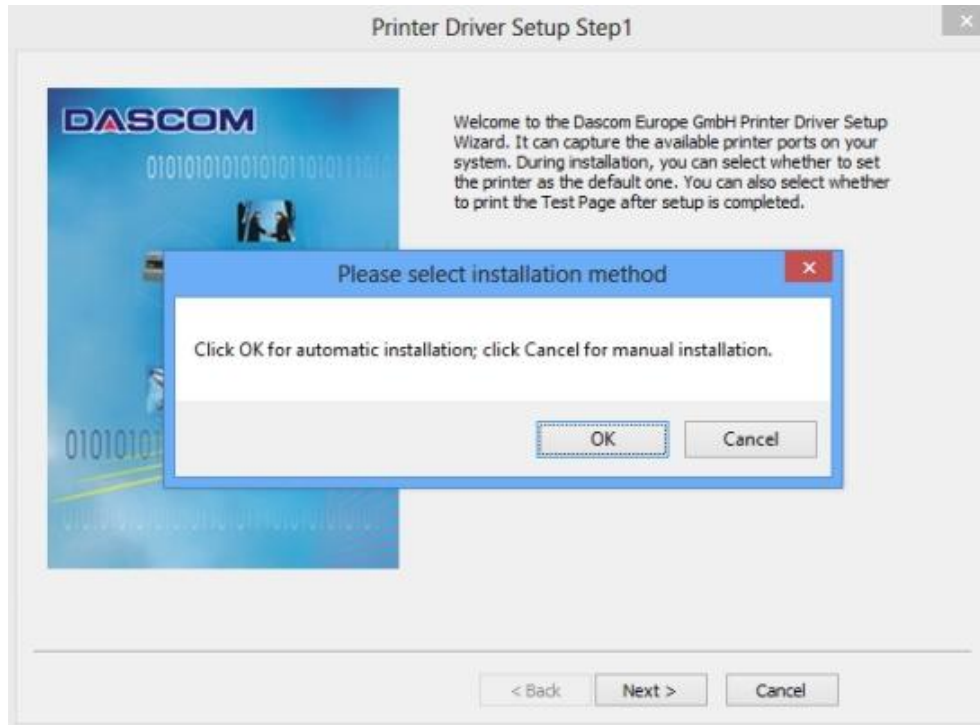 Printer Driver Setup Step1
DASCOM
Welcome to the Dascom Europe GmbH Printer Driver Setup
Wizard. It can capture the available printer ports on your
system. During installation, you can select whether to set
the printer as the default one. You can also select whether
to print the Test Page after setup is completed.
Please select installation method
Click OK for automatic installation; click Cancel for manual installation.
OK
Cancel
< Back
Next >
Cancel